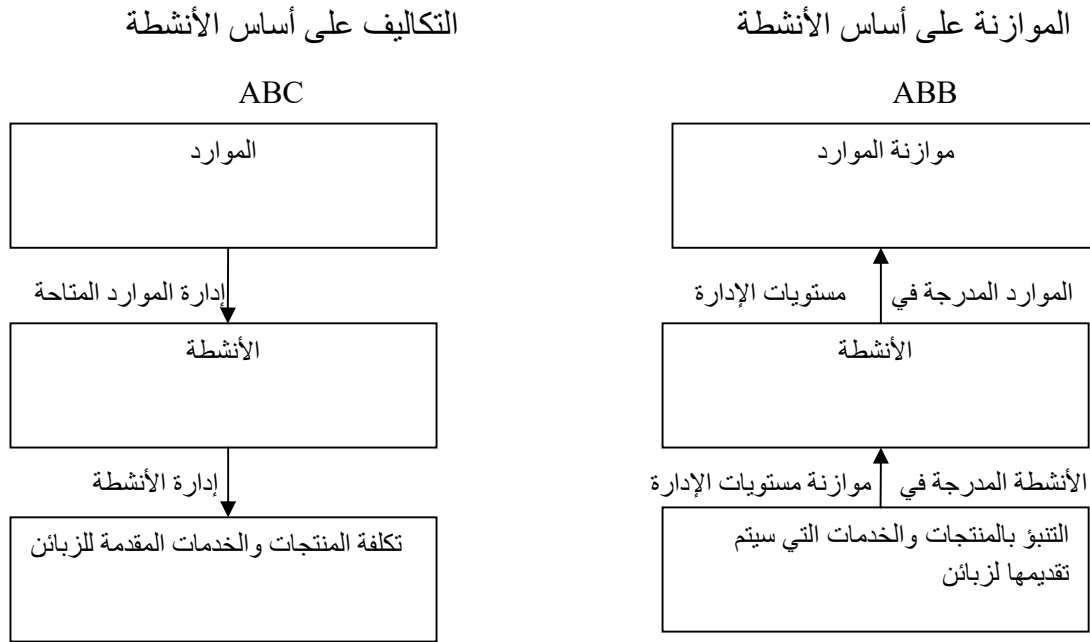 الموازنة على أساس الأنشطة
ABB
موازنة الموارد
الموارد المدرجة في مستويات الإدارة
الأنشطة
الأنشطة المدرجة في موازنة مستويات الإدارة
التنبؤ بالمنتجات والخدمات التي سيتم
تقديمها لزبائن
التكاليف على أساس الأنشطة
ABC
الموارد
إدارة الموارد المتاحة
الأنشطة
إدارة الأنشطة
تكلفة المنتجات والخدمات المقدمة للزبائن